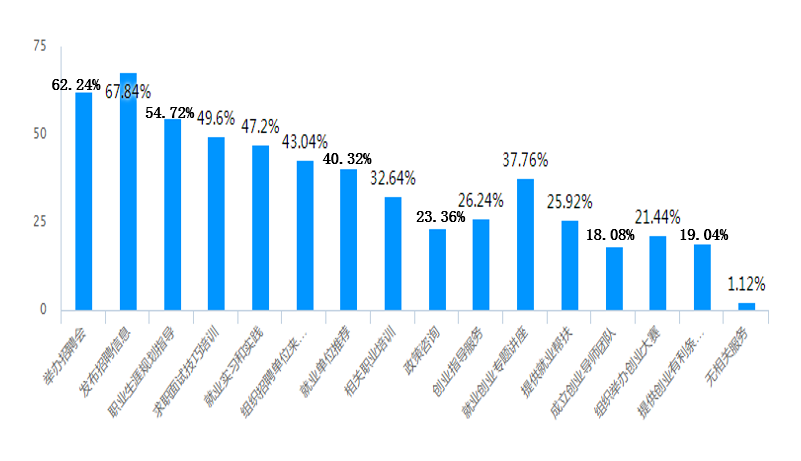 75
50
25
0
62.24%
67.84%
54.72%
49.6%
47.2%
43.04%
40.32%
32.64%
23.36%
26.24%
37.76%
25.92%
18.08%
21.44%
19.04%
1.12%
举办招聘会
发布招聘信息
职业生涯规划指导
求职面试技巧培训
就业实习和实践
组织招聘单位来...
就业单位推荐
相关职业培训
政策咨询
创业指导服务
就业创业专题讲座
提供就业帮扶
成立创业导师团队
组织举办创业大赛
提供创业有利条...
无相关服务